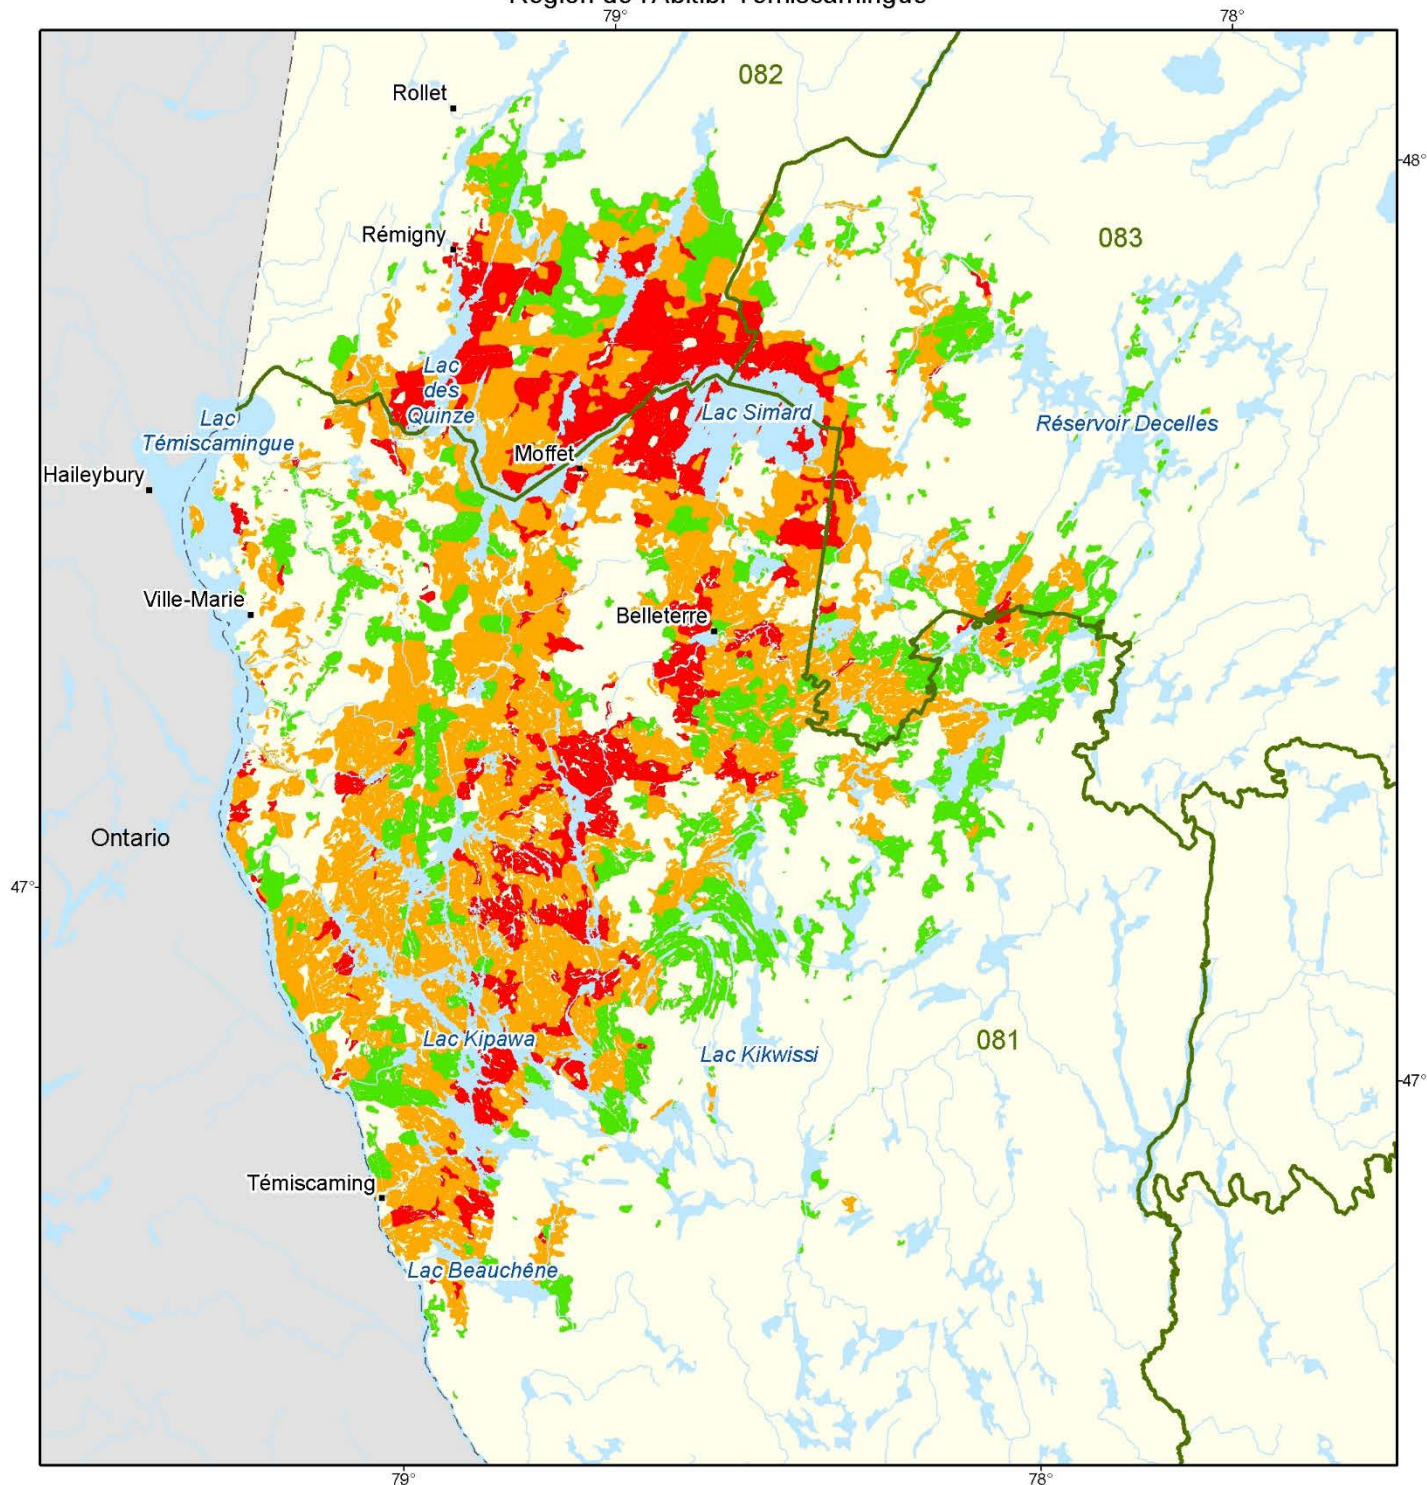 Région de l'Abitibi-Témiscamingue
79°
78°
082
Rollet
48°
Rémigny
083
Lac
des
Quinze
Lac
Témiscamingue
Lac Simard
Réservoir Decelles
Moffet
Haileybury
Ville-Marie
Belleterre
Ontario
47°
Lac Kipawa
Lac Kikwissi
081
47°
Témiscaming
Lac Beauchêne
79°
78°